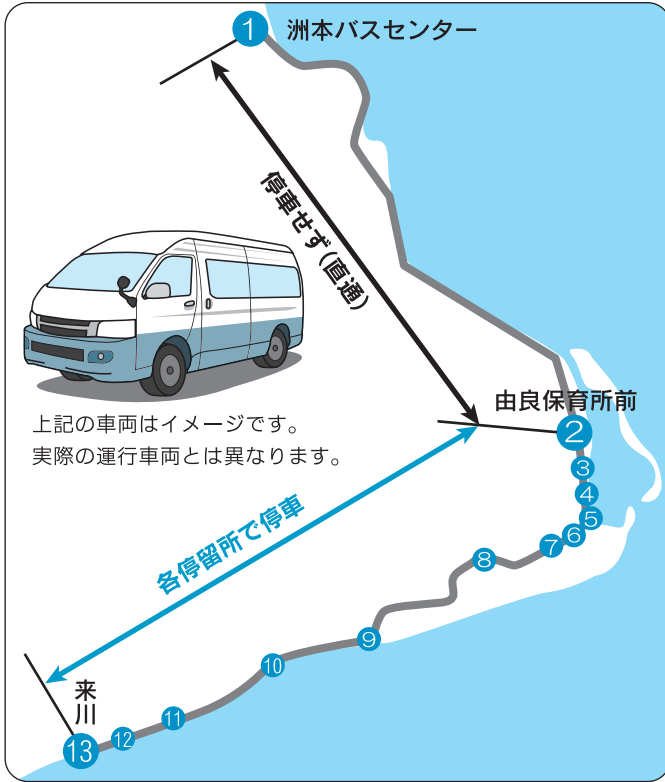 1 洲本バスセンター
停車せず(直通)
上記の車両はイメージです。
実際の運行車両とは異なります。
由良保育所前
2
3
4
5
6
7
8
各停留所で停車
9
10
11
12
来川
13